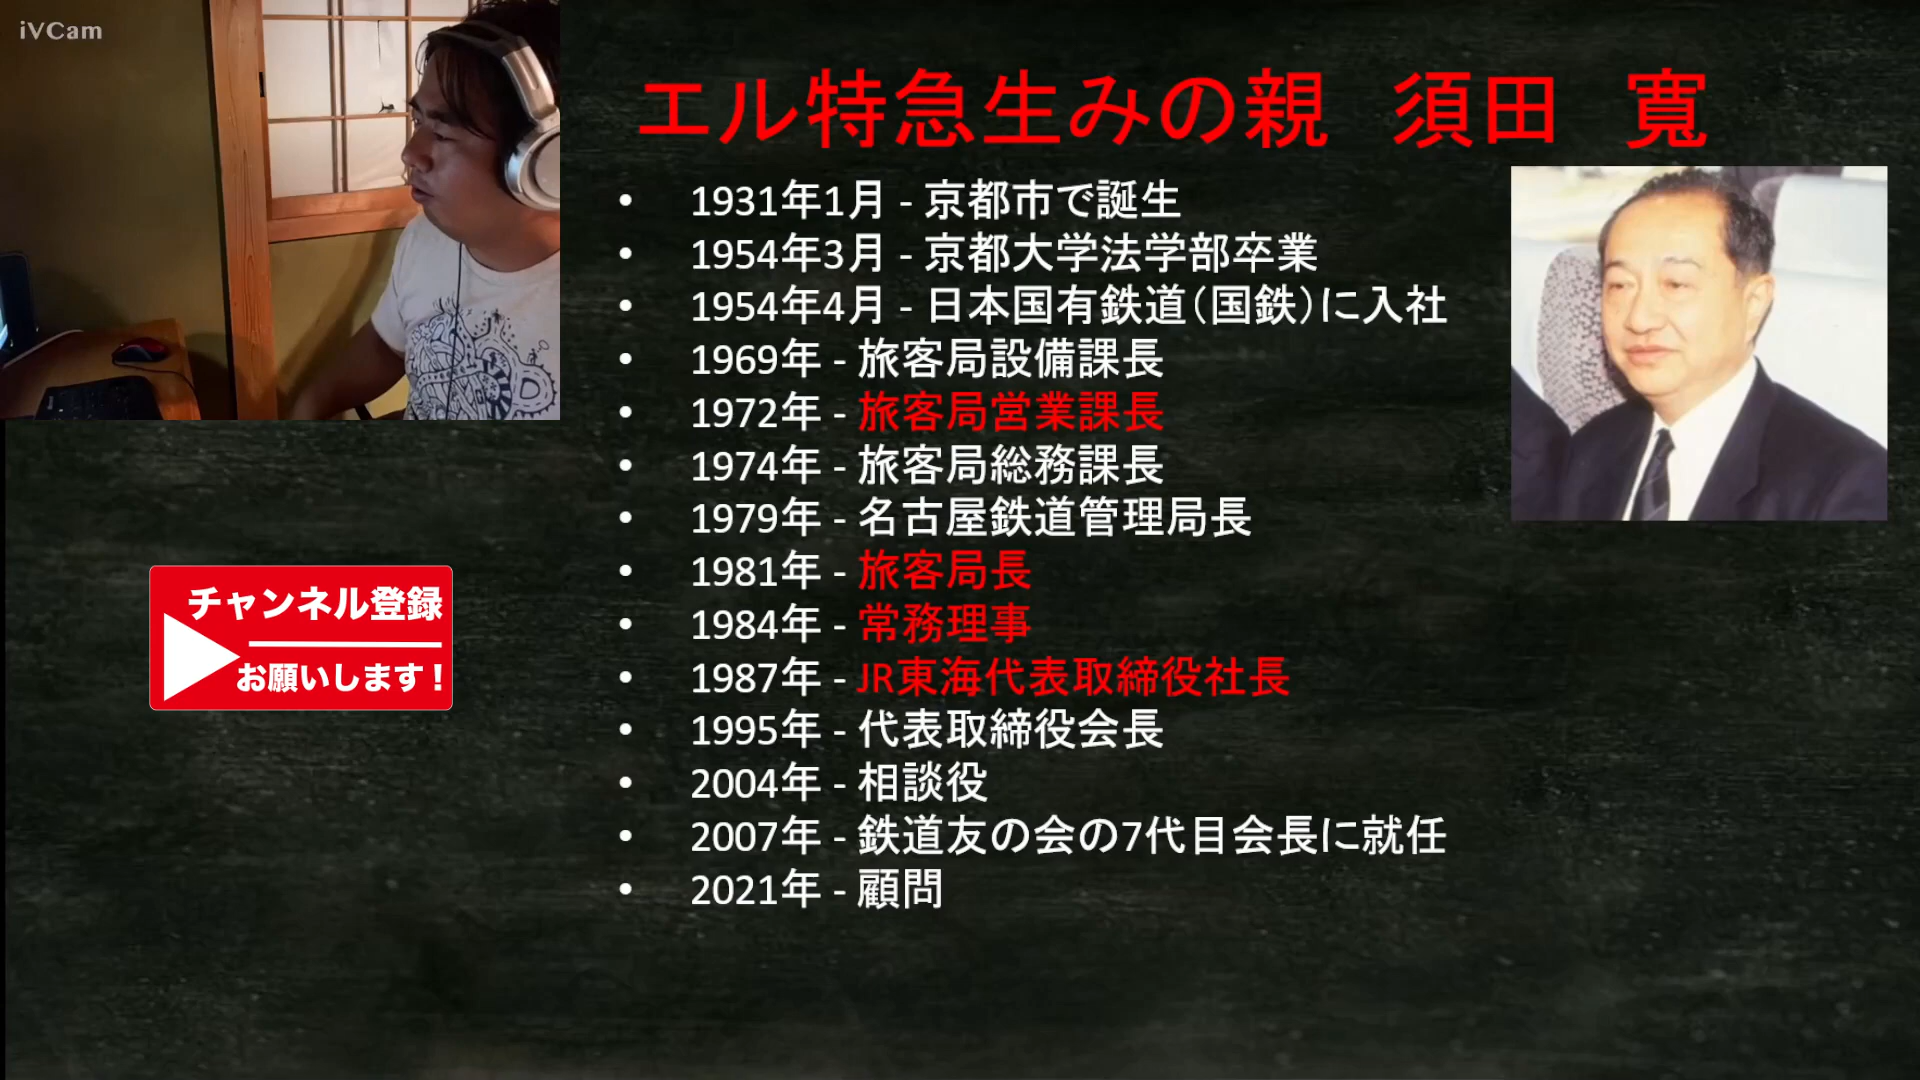 iVCam
エル特急生みの親　須田　寛
• 1931年1月 - 京都市で誕生
• 1954年3月 - 京都大学法学部卒業
• 1954年4月 - 日本国有鉄道（国鉄）に入社
• 1969年 - 旅客局設備課長
• 1972年 - 旅客局営業課長
• 1974年 - 旅客局総務課長
• 1979年 - 名古屋鉄道管理局長
• 1981年 - 旅客局長
• 1984年 - 常務理事
• 1987年 - JR東海代表取締役社長
• 1995年 - 代表取締役会長
• 2004年 - 相談役
• 2007年 - 鉄道友の会の7代目会長に就任
• 2021年 - 顧問
チャンネル登録
お願いします！